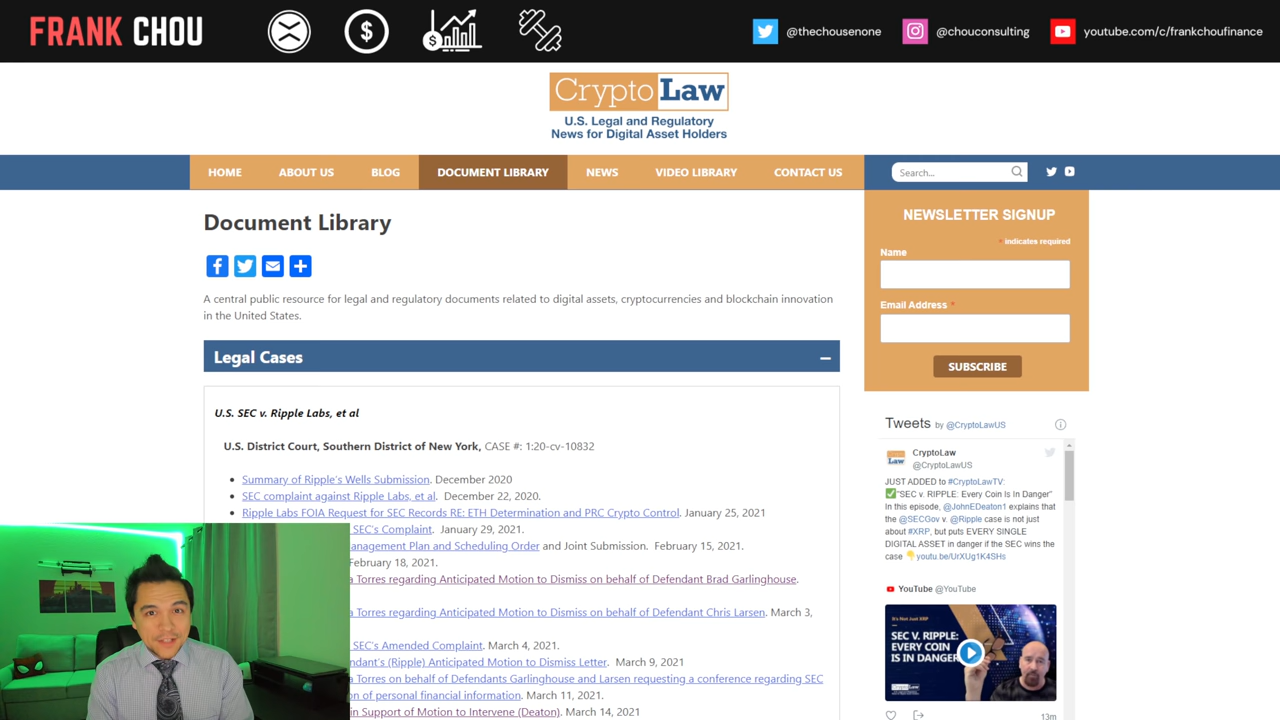 FRANK CHOU
@thechousenone
@chouconsulting
youtube.com/c/frankchoufinance
Crypto Law
U.S. Legal and Regulatory
News for Digital Asset Holders
HOME
ABOUT US
BLOG
DOCUMENT LIBRARY
NEWS
VIDEO LIBRARY
CONTACT US
Search...
Document Library
A central public resource for legal and regulatory documents related to digital assets, cryptocurrencies and blockchain innovation
in the United States.
Legal Cases
U.S. SEC v. Ripple Labs, et al
U.S. District Court, Southern District of New York, CASE #: 1:20-cv-10832
Summary of Ripple's Wells Submission. December 2020
SEC complaint against Ripple Labs, et al. December 22, 2020.
Ripple Labs FOIA Request for SEC Records RE: ETH Determination and PRC Crypto Control. January 25, 2021
SEC's Complaint. January 29, 2021.
anagement Plan and Scheduling Order and Joint Submission. February 15, 2021.
February 18, 2021.
a Torres regarding Anticipated Motion to Dismiss on behalf of Defendant Brad Garlinghouse.
a Torres regarding Anticipated Motion to Dismiss on behalf of Defendant Chris Larsen. March 3,
SEC's Amended Complaint. March 4, 2021.
ndant's (Ripple) Anticipated Motion to Dismiss Letter. March 9, 2021
a Torres on behalf of Defendants Garlinghouse and Larsen requesting a conference regarding SEC
on of personal financial information. March 11, 2021.
in Support of Motion to Intervene (Deaton). March 14, 2021
NEWSLETTER SIGNUP
* indicates required
Name
Email Address *
SUBSCRIBE
Tweets by @CryptoLawUS
CryptoLaw
@CryptoLawUS
JUST ADDED to #CryptoLawTV:
"SEC v. RIPPLE: Every Coin Is In Danger"
In this episode, @JohnEDeaton1 explains that
the @SECGov v. @Ripple case is not just
about #XRP, but puts EVERY SINGLE
DIGITAL ASSET in danger if the SEC wins the
case youtu.be/UrXUg1K4SHs
YouTube @YouTube
It's Not Just XRP
SEC V. RIPPLE:
EVERY COIN
IS IN DANGER
CryptoLaw
13m